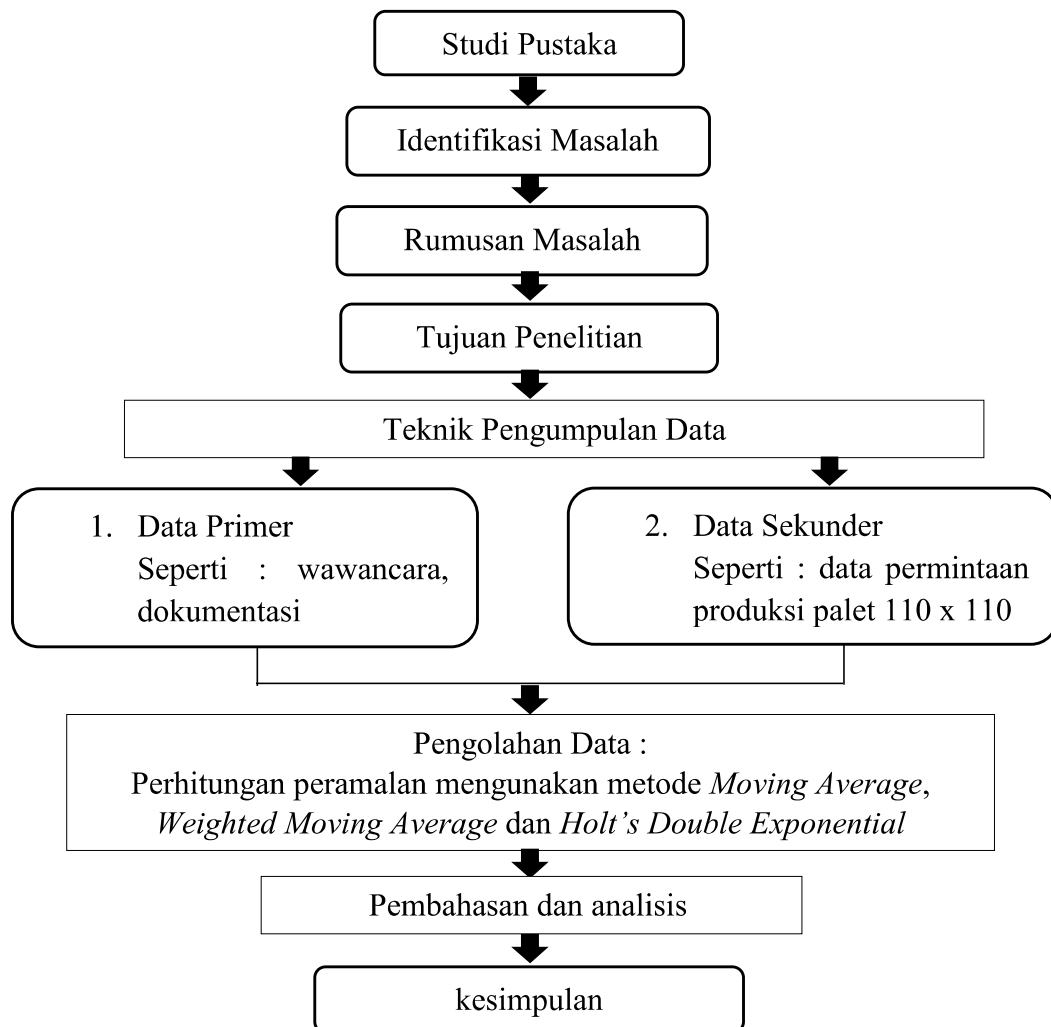 Studi Pustaka
Identifikasi Masalah
Rumusan Masalah
Tujuan Penelitian
Teknik Pengumpulan Data
1. Data Primer
Seperti : wawancara,
dokumentasi
2. Data Sekunder
Seperti : data permintaan
produksi palet 110 x 110
Pengolahan Data :
Perhitungan peramalan mengunakan metode Moving Average,
Weighted Moving Average dan Holt’s Double Exponential
Pembahasan dan analisis
kesimpulan